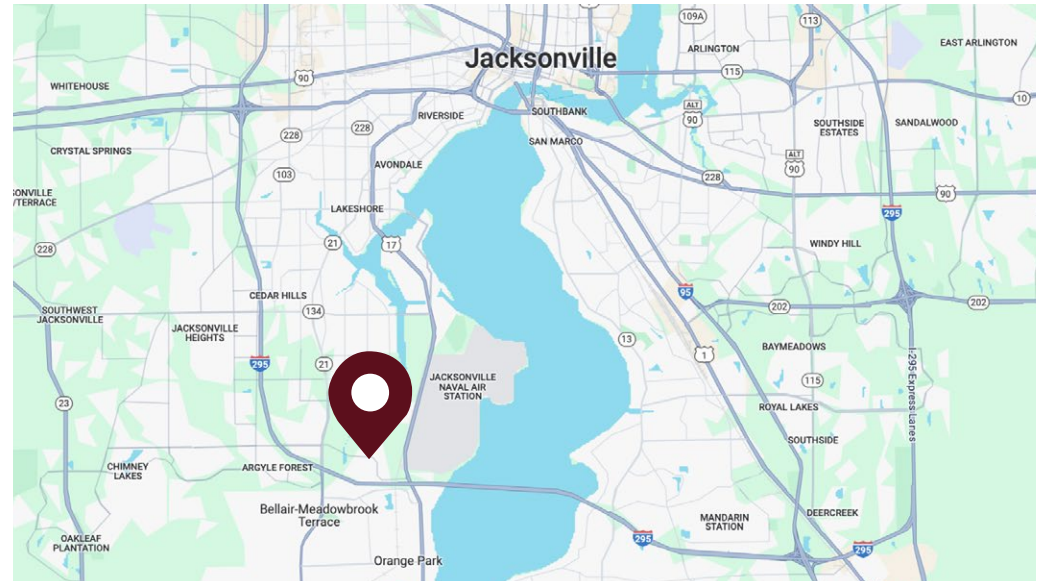 109A
113
EAST ARLINGTON
Jacksonville
ARLINGTON
115
90
WHITEHOUSE
ALT
90
10
RIVERSIDE
SOUTHBANK
SOUTHSIDE
ESTATES
SANDALWOOD
228
228
SAN MARCO
CRYSTAL SPRINGS
AVONDALE
ALT
90
103
228
90
LAKESHORE
295
21
17
228
WINDY HILL
CEDAR HILLS
95
202
202
SOUTHWEST
JACKSONVILLE
134
JACKSONVILLE
HEIGHTS
13
1
BAYMEADOWS
295
21
JACKSONVILLE
NAVAL AIR
STATION
115
I-295 Express Lanes
23
ROYAL LAKES
SOUTHSIDE
CHIMNEY
LAKES
ARGYLE FOREST
Bellair-Meadowbrook
Terrace
MANDARIN
STATION
DEERCREEK
OAKLEAF
PLANTATION
295
295
Orange Park